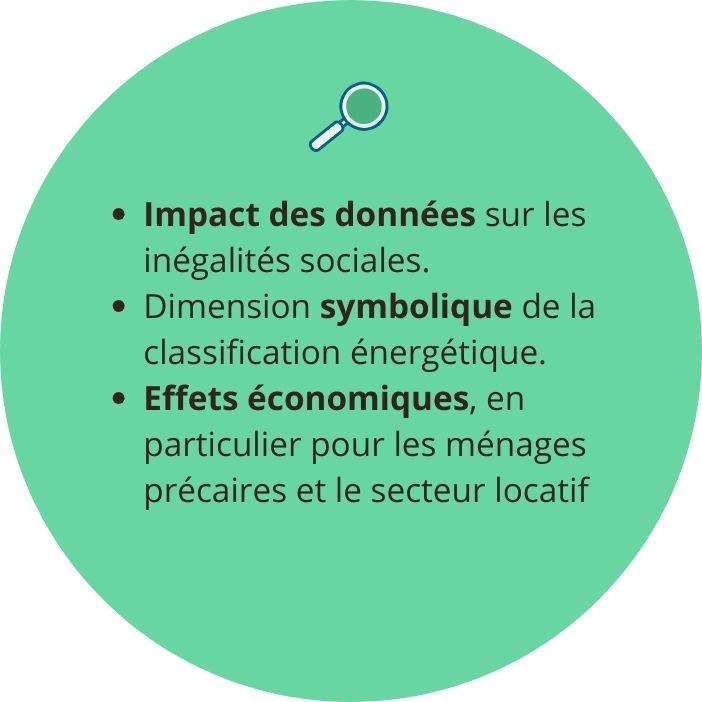 • Impact des données sur les
inégalités sociales.
• Dimension symbolique de la
classification énergétique.
• Effets économiques, en
particulier pour les ménages
précaires et le secteur locatif